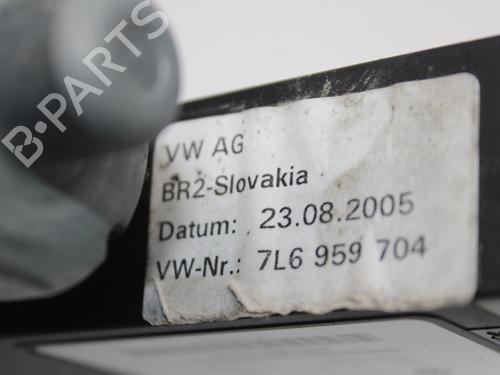 B·PARTS
VW AG
BR2-Slovakia
Datum: 23.08.2005
VW-Nr.: 7L6 959 704